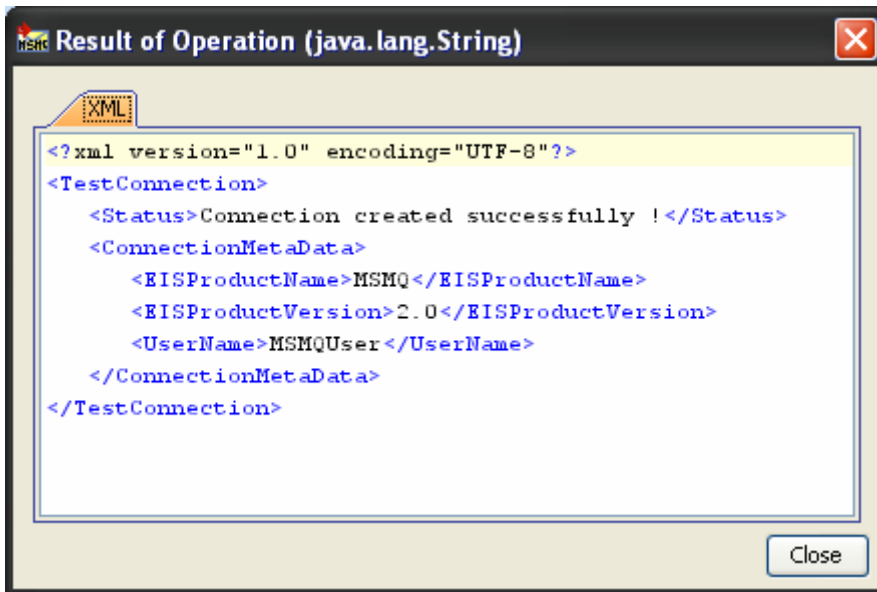 Result of Operation (java.lang.String)
XML
<?xml version="1.0" encoding="UTF-8"?>
<TestConnection>
<Status>Connection created successfully !</Status>
<ConnectionMetaData>
<EISProductName>MSMQ</EISProductName>
<EISProductVersion>2.0</EISProductVersion>
<UserName>MSMQUser</UserName>
</ConnectionMetaData>
</TestConnection>
Close